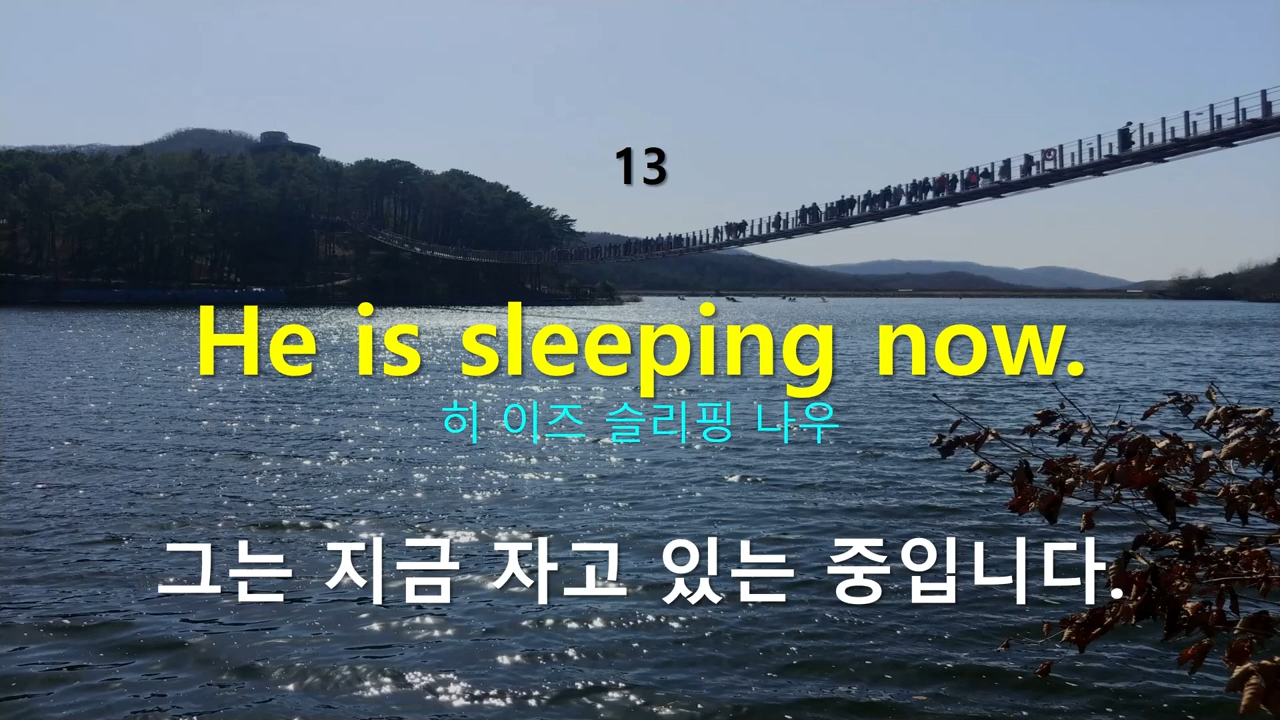 13
He is sleeping now.
히 이즈 슬리핑 나우
그는 지금 자고 있는 중입니다.